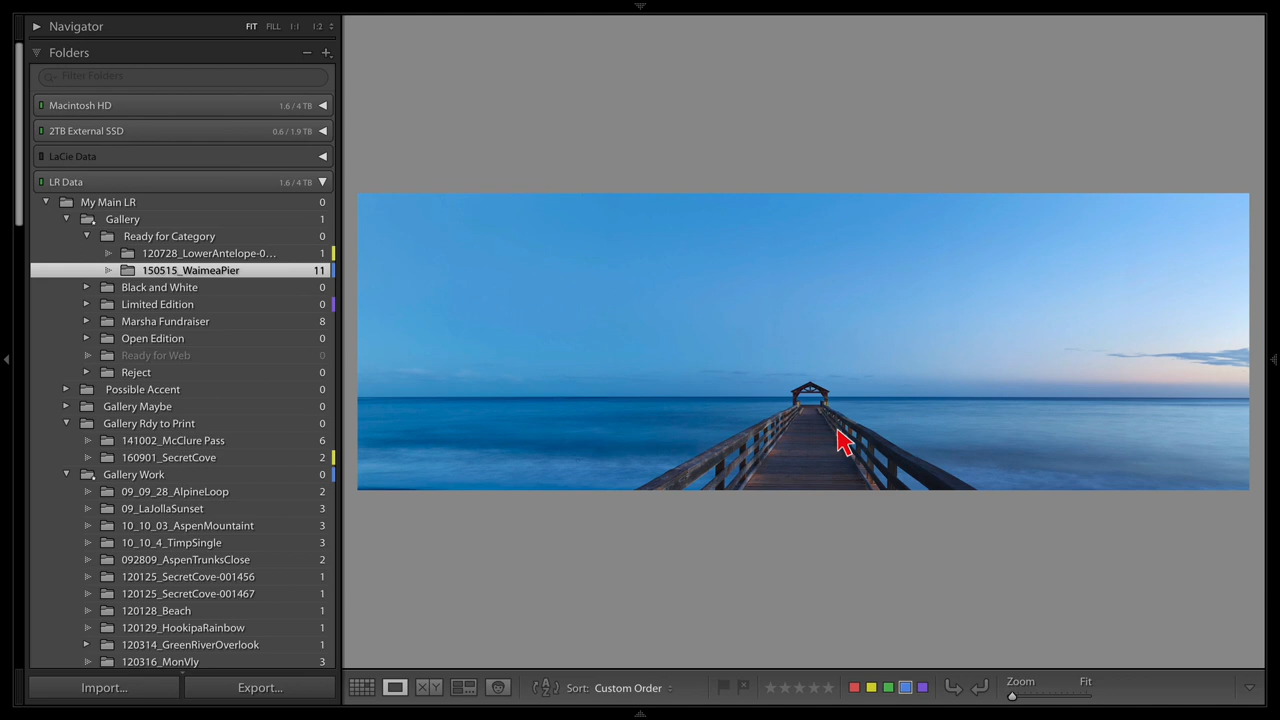 Navigator FIT FILL 1:1 1:2
Folders
Filter Folders
Macintosh HD 1.6 / 4 TB
2TB External SSD 0.6 / 1.9 TB
LaCie Data
LR Data 1.6 / 4 TB
My Main LR 0
Gallery 1
Ready for Category 0
120728_LowerAntelope-0... 1
150515_WaimeaPier 11
Black and White 0
Limited Edition 0
Marsha Fundraiser 8
Open Edition 0
Ready for Web 0
Reject 0
Possible Accent 0
Gallery Maybe 0
Gallery Rdy to Print 0
141002_McClure Pass 6
160901_SecretCove 2
Gallery Work 0
09_09_28_AlpineLoop 2
09_LaJollaSunset 3
10_10_03_AspenMountaint 3
10_10_4_TimpSingle 3
092809_AspenTrunksClose 2
120125_SecretCove-001456 1
120125_SecretCove-001467 1
120128_Beach 1
120129_HookipaRainbow 1
120314_GreenRiverOverlook 1
120316_MonVly 3
Import... Export... XY AZ Sort: Custom Order Zoom Fit